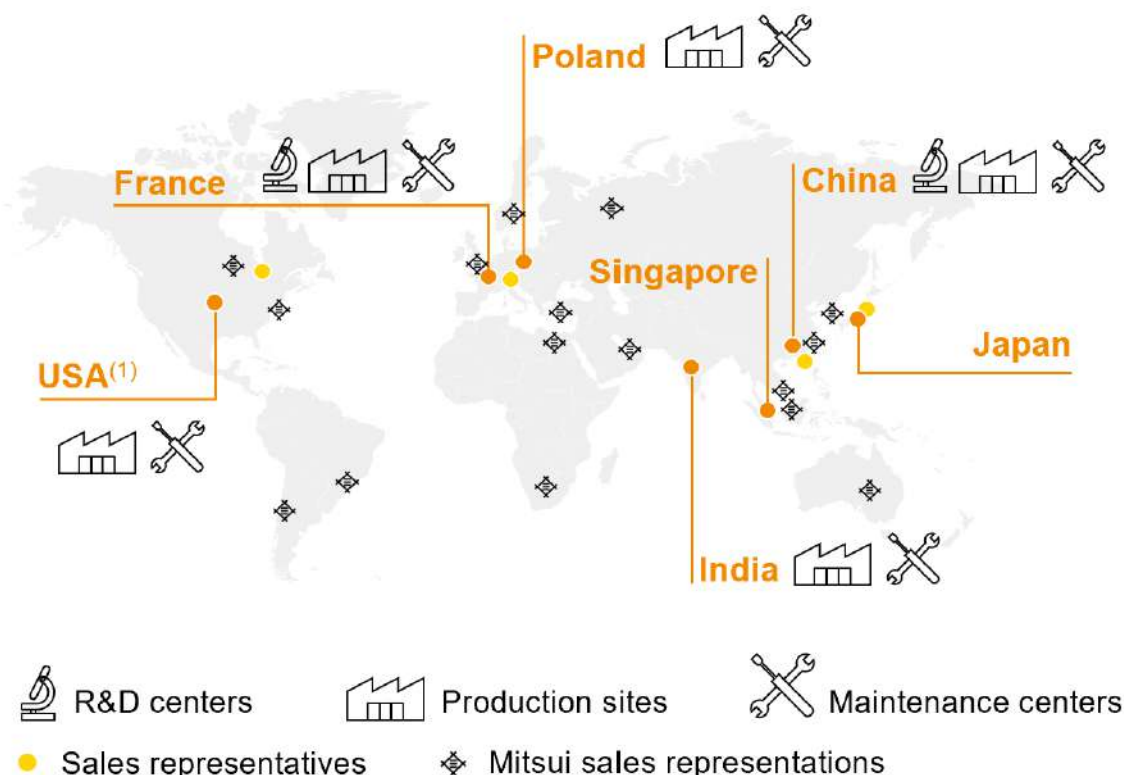 Poland
France
China
Singapore
Japan
USA(1)
India
R&D centers
Production sites
Maintenance centers
Sales representatives
Mitsui sales representations